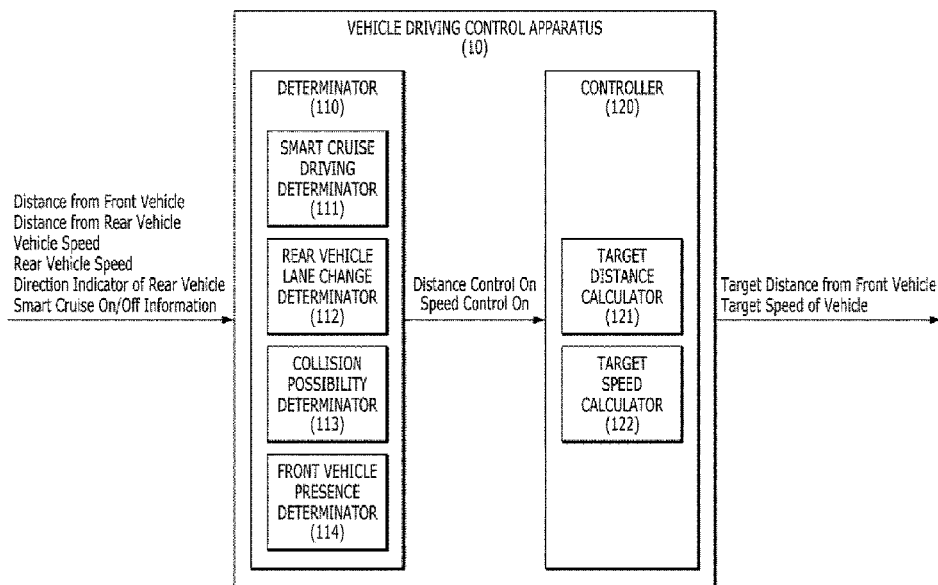 VEHICLE DRIVING CONTROL APPARATUS
(10)
DETERMINATOR
(110)
SMART CRUISE
DRIVING
DETERMINATOR
(111)
REAR VEHICLE
LANE CHANGE
DETERMINATOR
(112)
COLLISION
POSSIBILITY
DETERMINATOR
(113)
FRONT VEHICLE
PRESENCE
DETERMINATOR
(114)
Distance from Front Vehicle
Distance from Rear Vehicle
Vehicle Speed
Rear Vehicle Speed
Direction Indicator of Rear Vehicle
Smart Cruise On/Off Information
Distance Control On
Speed Control On
CONTROLLER
(120)
TARGET
DISTANCE
CALCULATOR
(121)
TARGET
SPEED
CALCULATOR
(122)
Target Distance from Front Vehicle
Target Speed of Vehicle